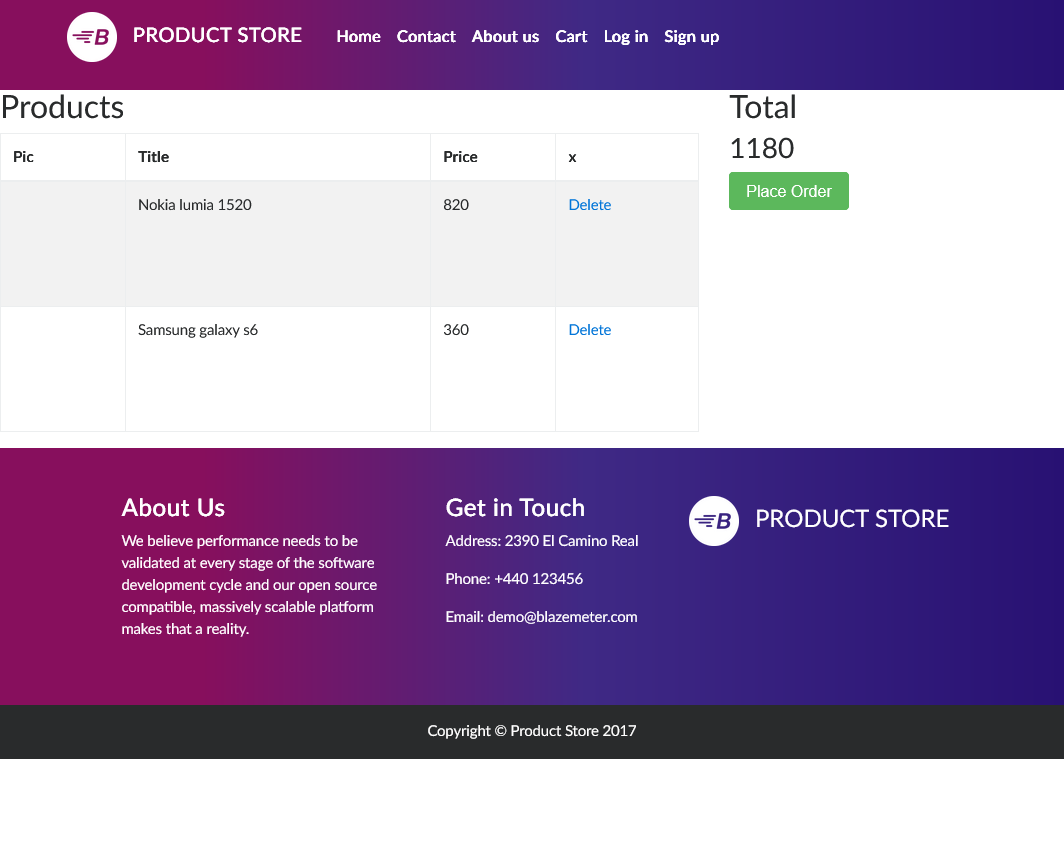 B PRODUCT STORE Home Contact About us Cart Log in Sign up
Products
Pic Title Price x
Nokia lumia 1520 820 Delete
Samsung galaxy s6 360 Delete
Total
1180
Place Order
About Us
We believe performance needs to be
validated at every stage of the software
development cycle and our open source
compatible, massively scalable platform
makes that a reality.
Get in Touch
Address: 2390 El Camino Real
Phone: +440 123456
Email: demo@blazemeter.com
B PRODUCT STORE
Copyright © Product Store 2017